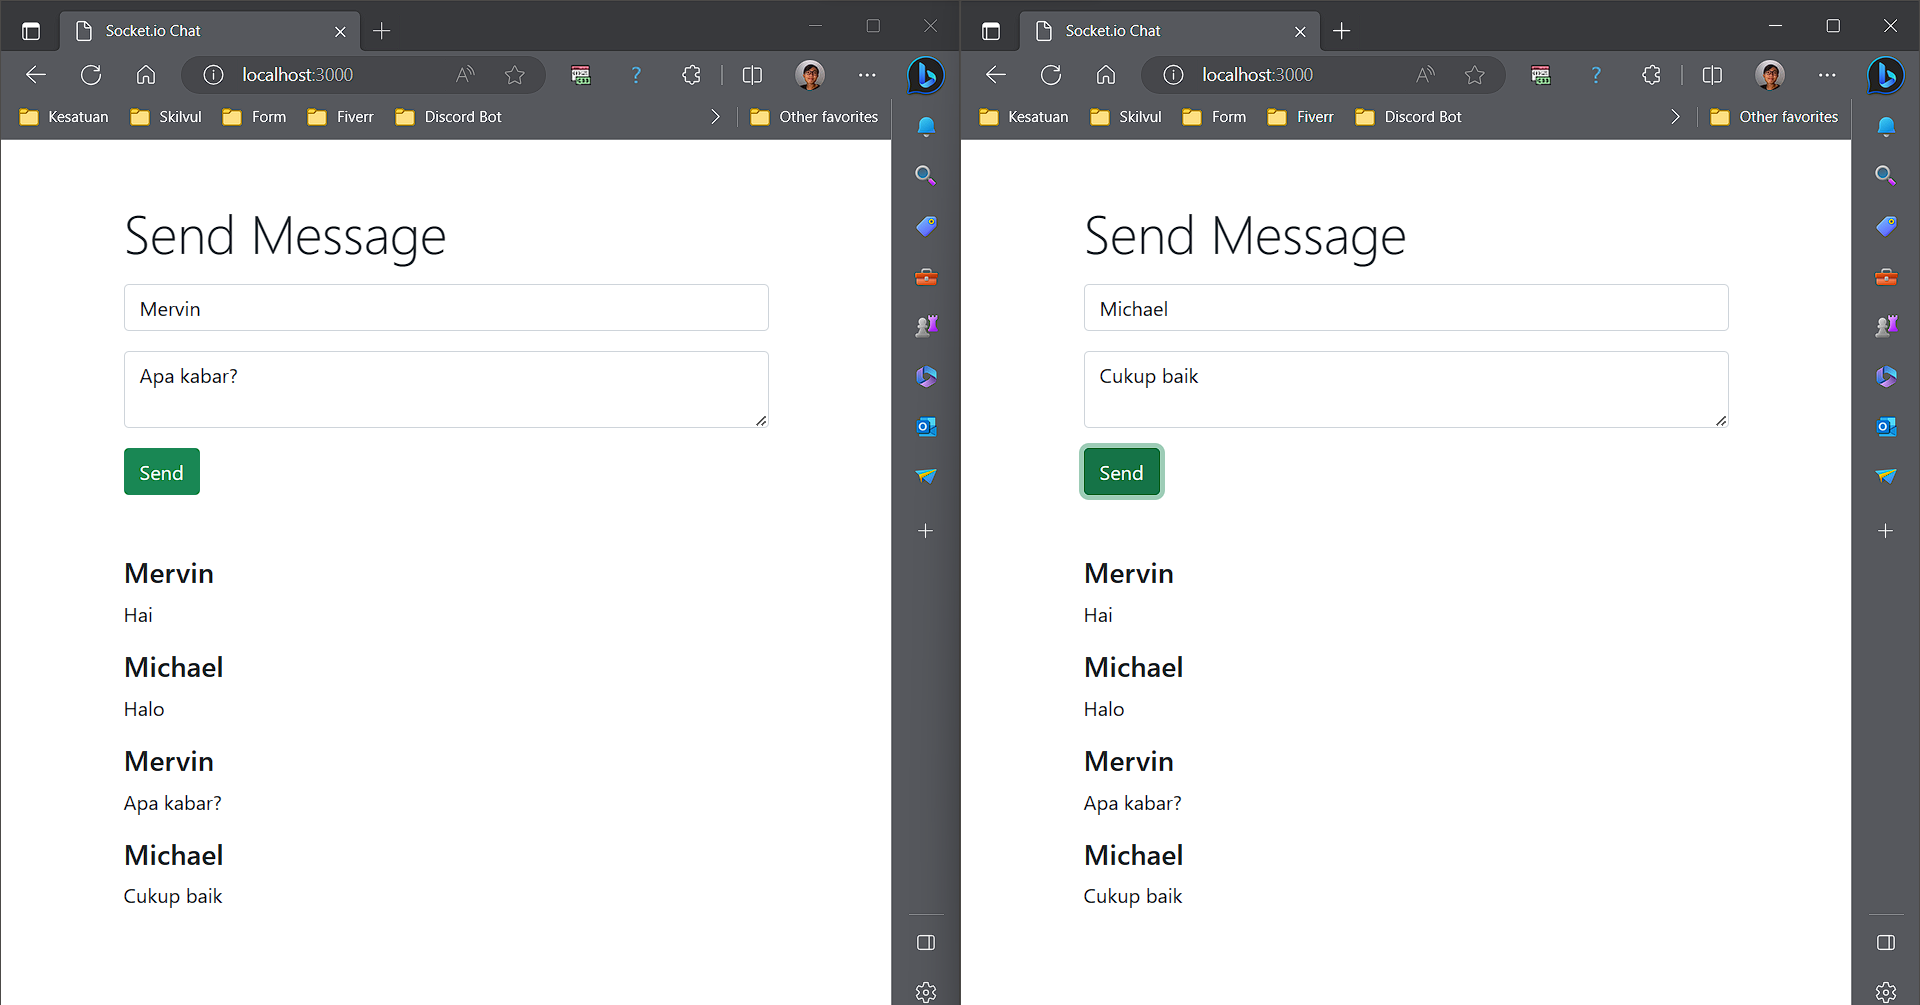 Socket.io Chat
localhost:3000
Kesatuan Skilvul Form Fiverr Discord Bot Other favorites
Send Message
Mervin
Apa kabar?
Send
Mervin
Hai
Michael
Halo
Mervin
Apa kabar?
Michael
Cukup baik
Socket.io Chat
localhost:3000
Kesatuan Skilvul Form Fiverr Discord Bot Other favorites
Send Message
Michael
Cukup baik
Send
Mervin
Hai
Michael
Halo
Mervin
Apa kabar?
Michael
Cukup baik